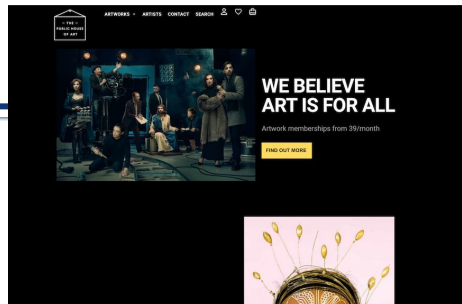 – THE –
PUBLIC HOUSE
OF ART
ARTWORKS ARTISTS CONTACT SEARCH
WE BELIEVE
ART IS FOR ALL
Artwork memberships from 39/month
FIND OUT MORE